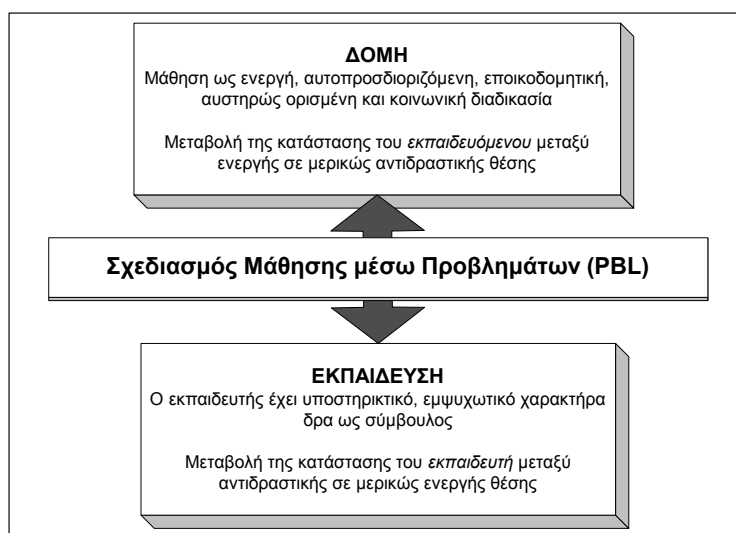 ΔΟΜΗ
Μάθηση ως ενεργή, αυτοπροσδιοριζόμενη, εποικοδομητική,
αυστηρώς ορισμένη και κοινωνική διαδικασία
Μεταβολή της κατάστασης του εκπαιδευόμενου μεταξύ
ενεργής σε μερικώς αντιδραστικής θέσης
Σχεδιασμός Μάθησης μέσω Προβλημάτων (PBL)
ΕΚΠΑΙΔΕΥΣΗ
Ο εκπαιδευτής έχει υποστηρικτικό, εμψυχωτικό χαρακτήρα
δρα ως σύμβουλος
Μεταβολή της κατάστασης του εκπαιδευτή μεταξύ
αντιδραστικής σε μερικώς ενεργής θέσης